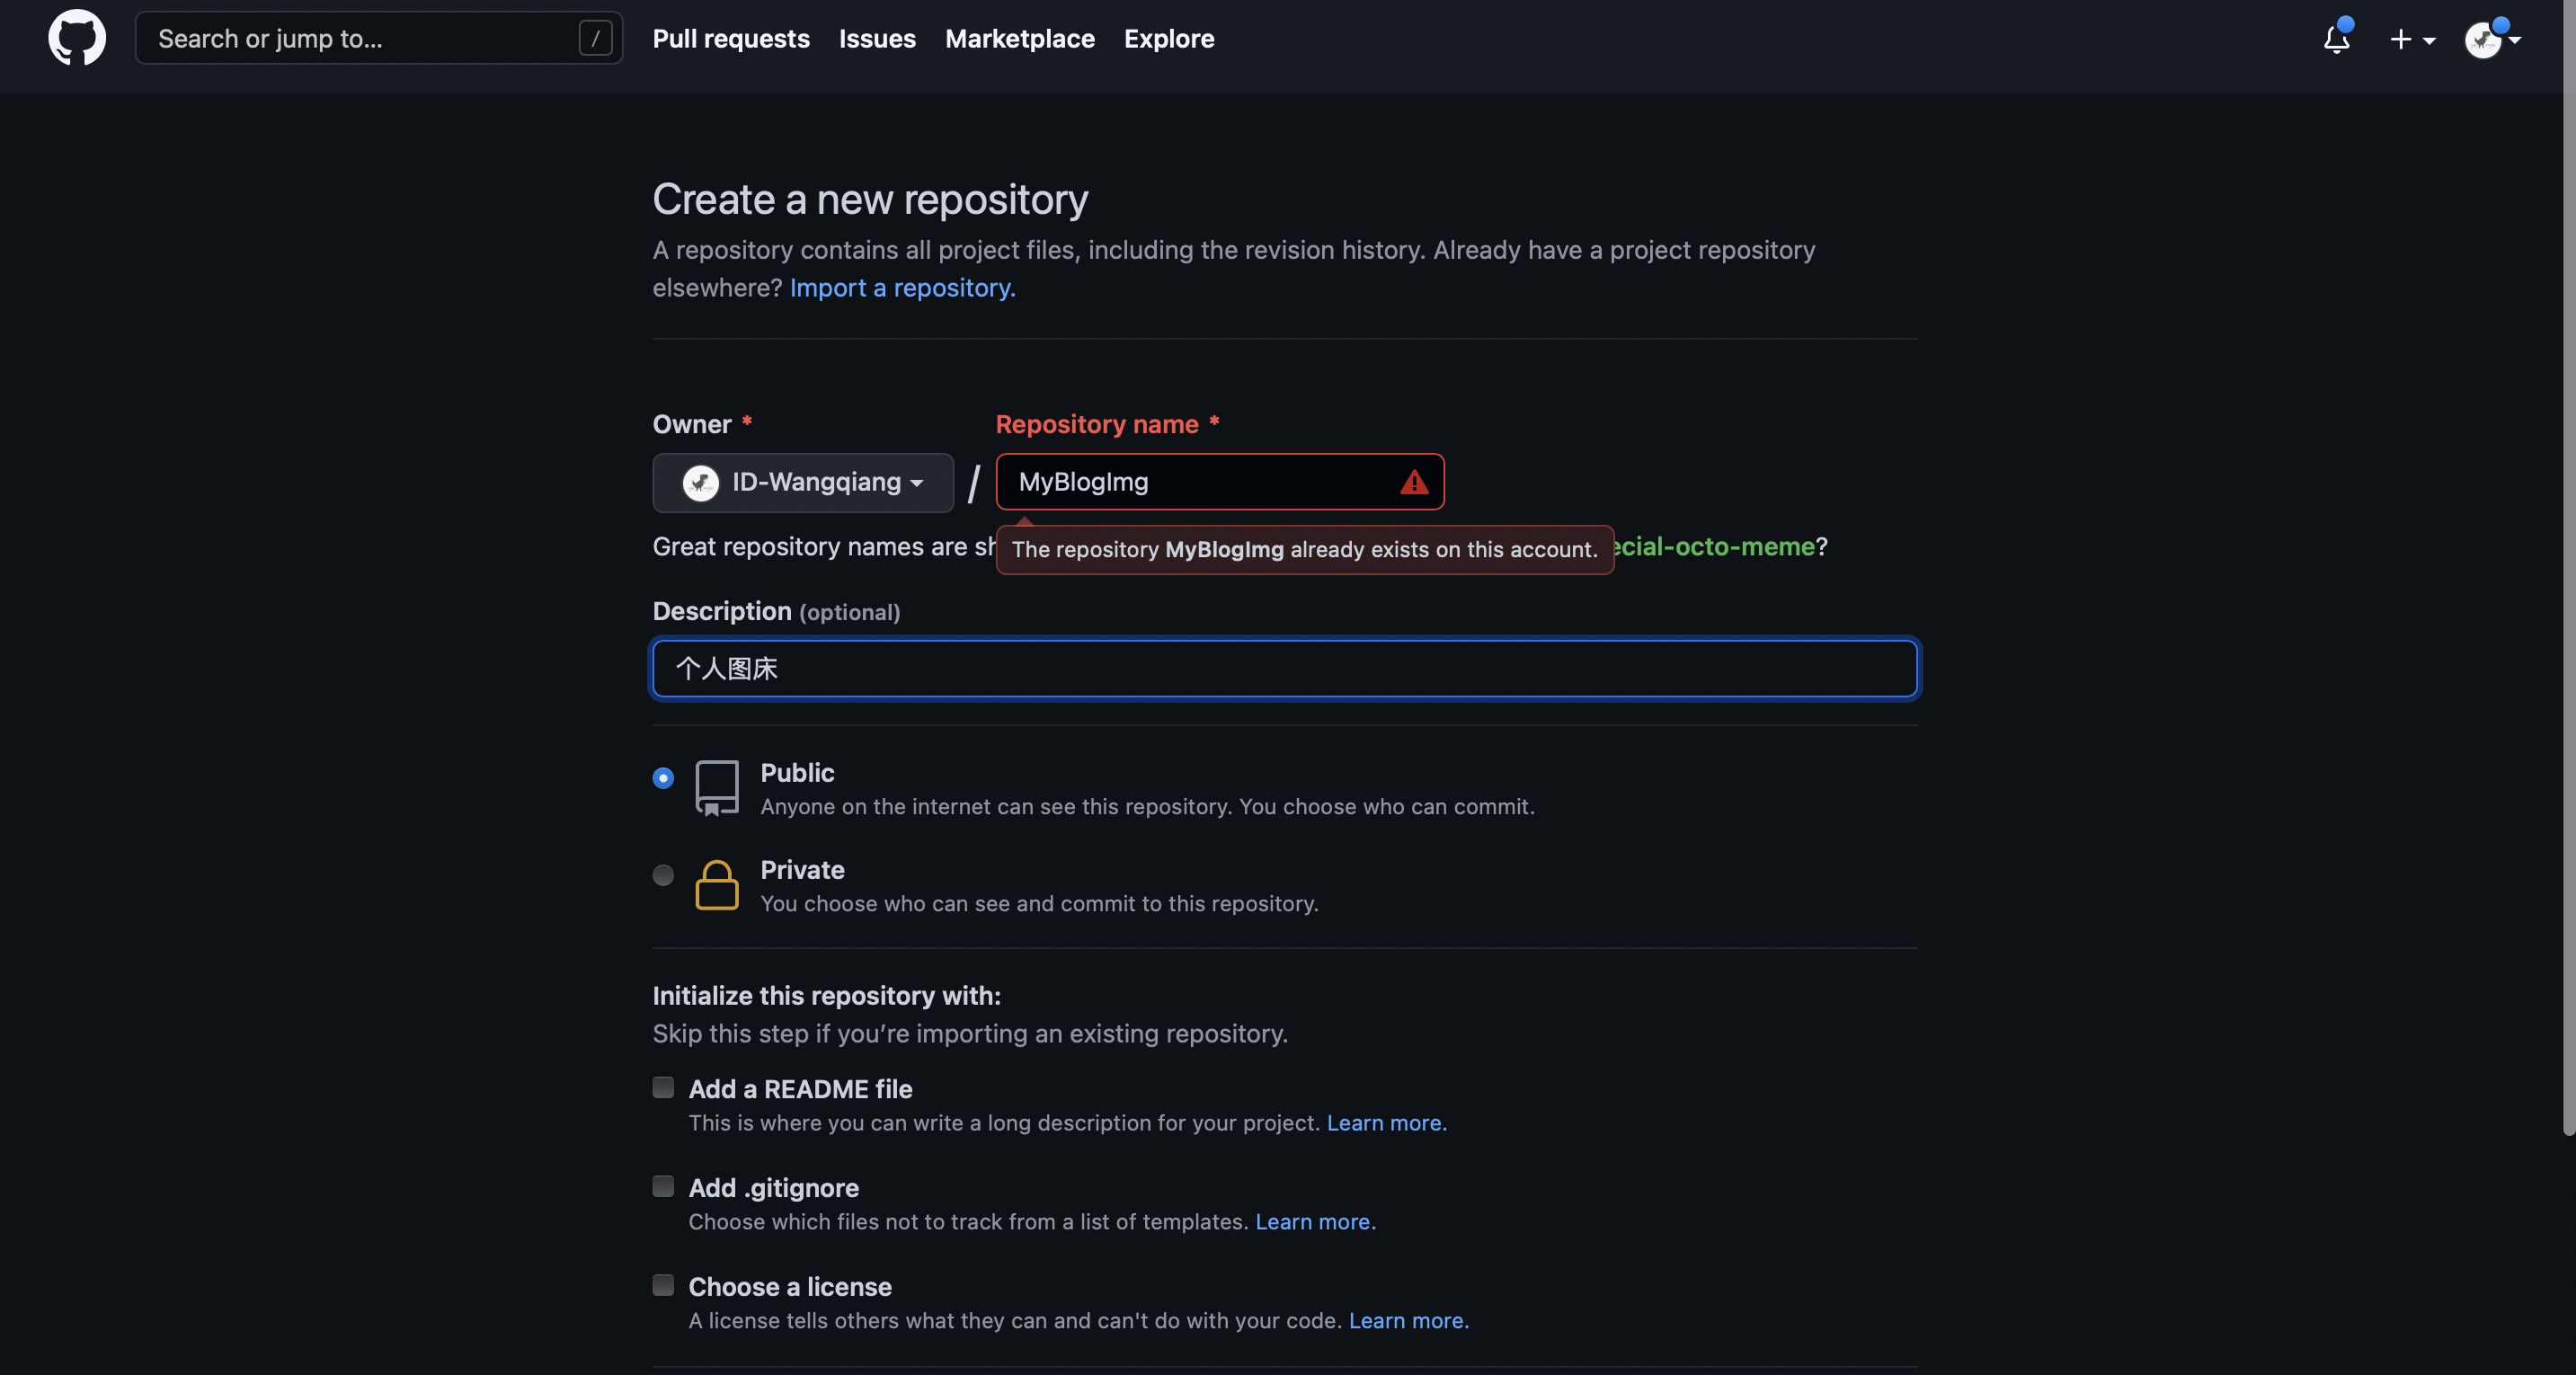 Search or jump to... /
Pull requests Issues Marketplace Explore
Create a new repository
A repository contains all project files, including the revision history. Already have a project repository
elsewhere? Import a repository.
Owner * Repository name *
ID-Wangqiang / MyBlogImg
Great repository names are
The repository MyBlogImg already exists on this account.
ecial-octo-meme?
Description (optional)
个人图床
Public
Anyone on the internet can see this repository. You choose who can commit.
Private
You choose who can see and commit to this repository.
Initialize this repository with:
Skip this step if you’re importing an existing repository.
Add a README file
This is where you can write a long description for your project. Learn more.
Add .gitignore
Choose which files not to track from a list of templates. Learn more.
Choose a license
A license tells others what they can and can't do with your code. Learn more.